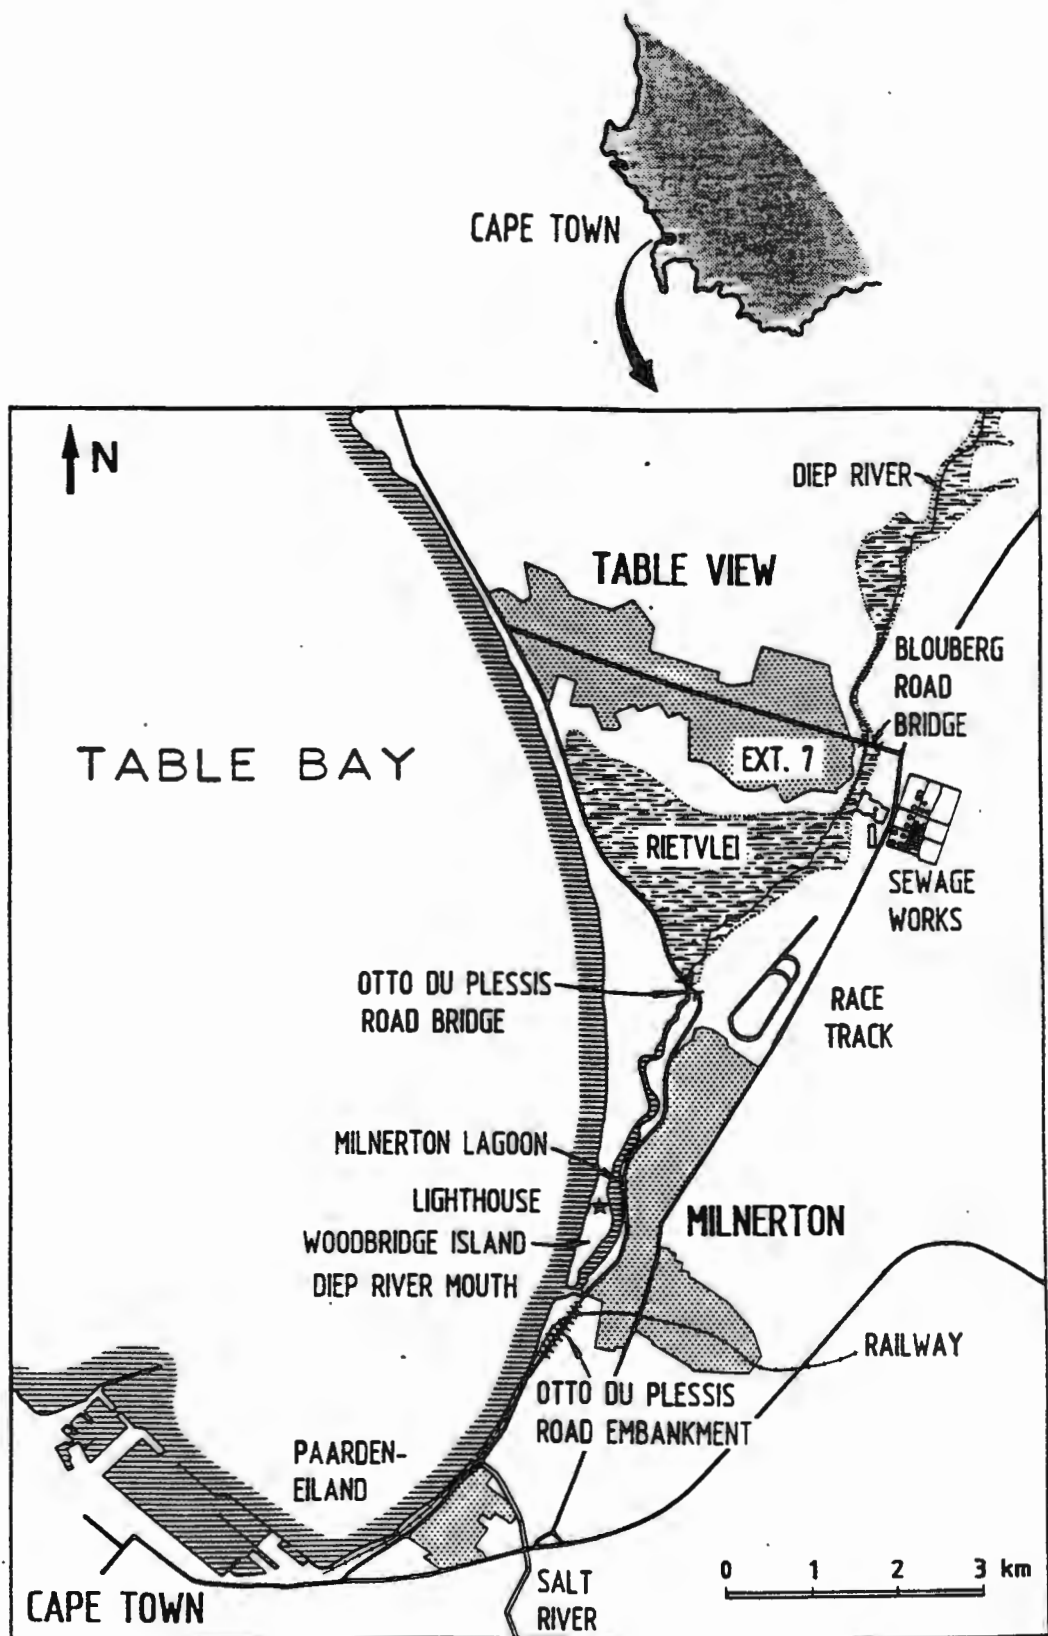 CAPE TOWN
N
DIEP RIVER
TABLE VIEW
BLOUBERG
ROAD
BRIDGE
TABLE BAY
EXT. 7
RIETVLEI
SEWAGE
WORKS
OTTO DU PLESSIS
ROAD BRIDGE
RACE
TRACK
MILNERTON LAGOON
LIGHTHOUSE
MILNERTON
WOODBRIDGE ISLAND
DIEP RIVER MOUTH
RAILWAY
OTTO DU PLESSIS
ROAD EMBANKMENT
PAARDEN-
EILAND
0 1 2 3 km
SALT
RIVER
CAPE TOWN